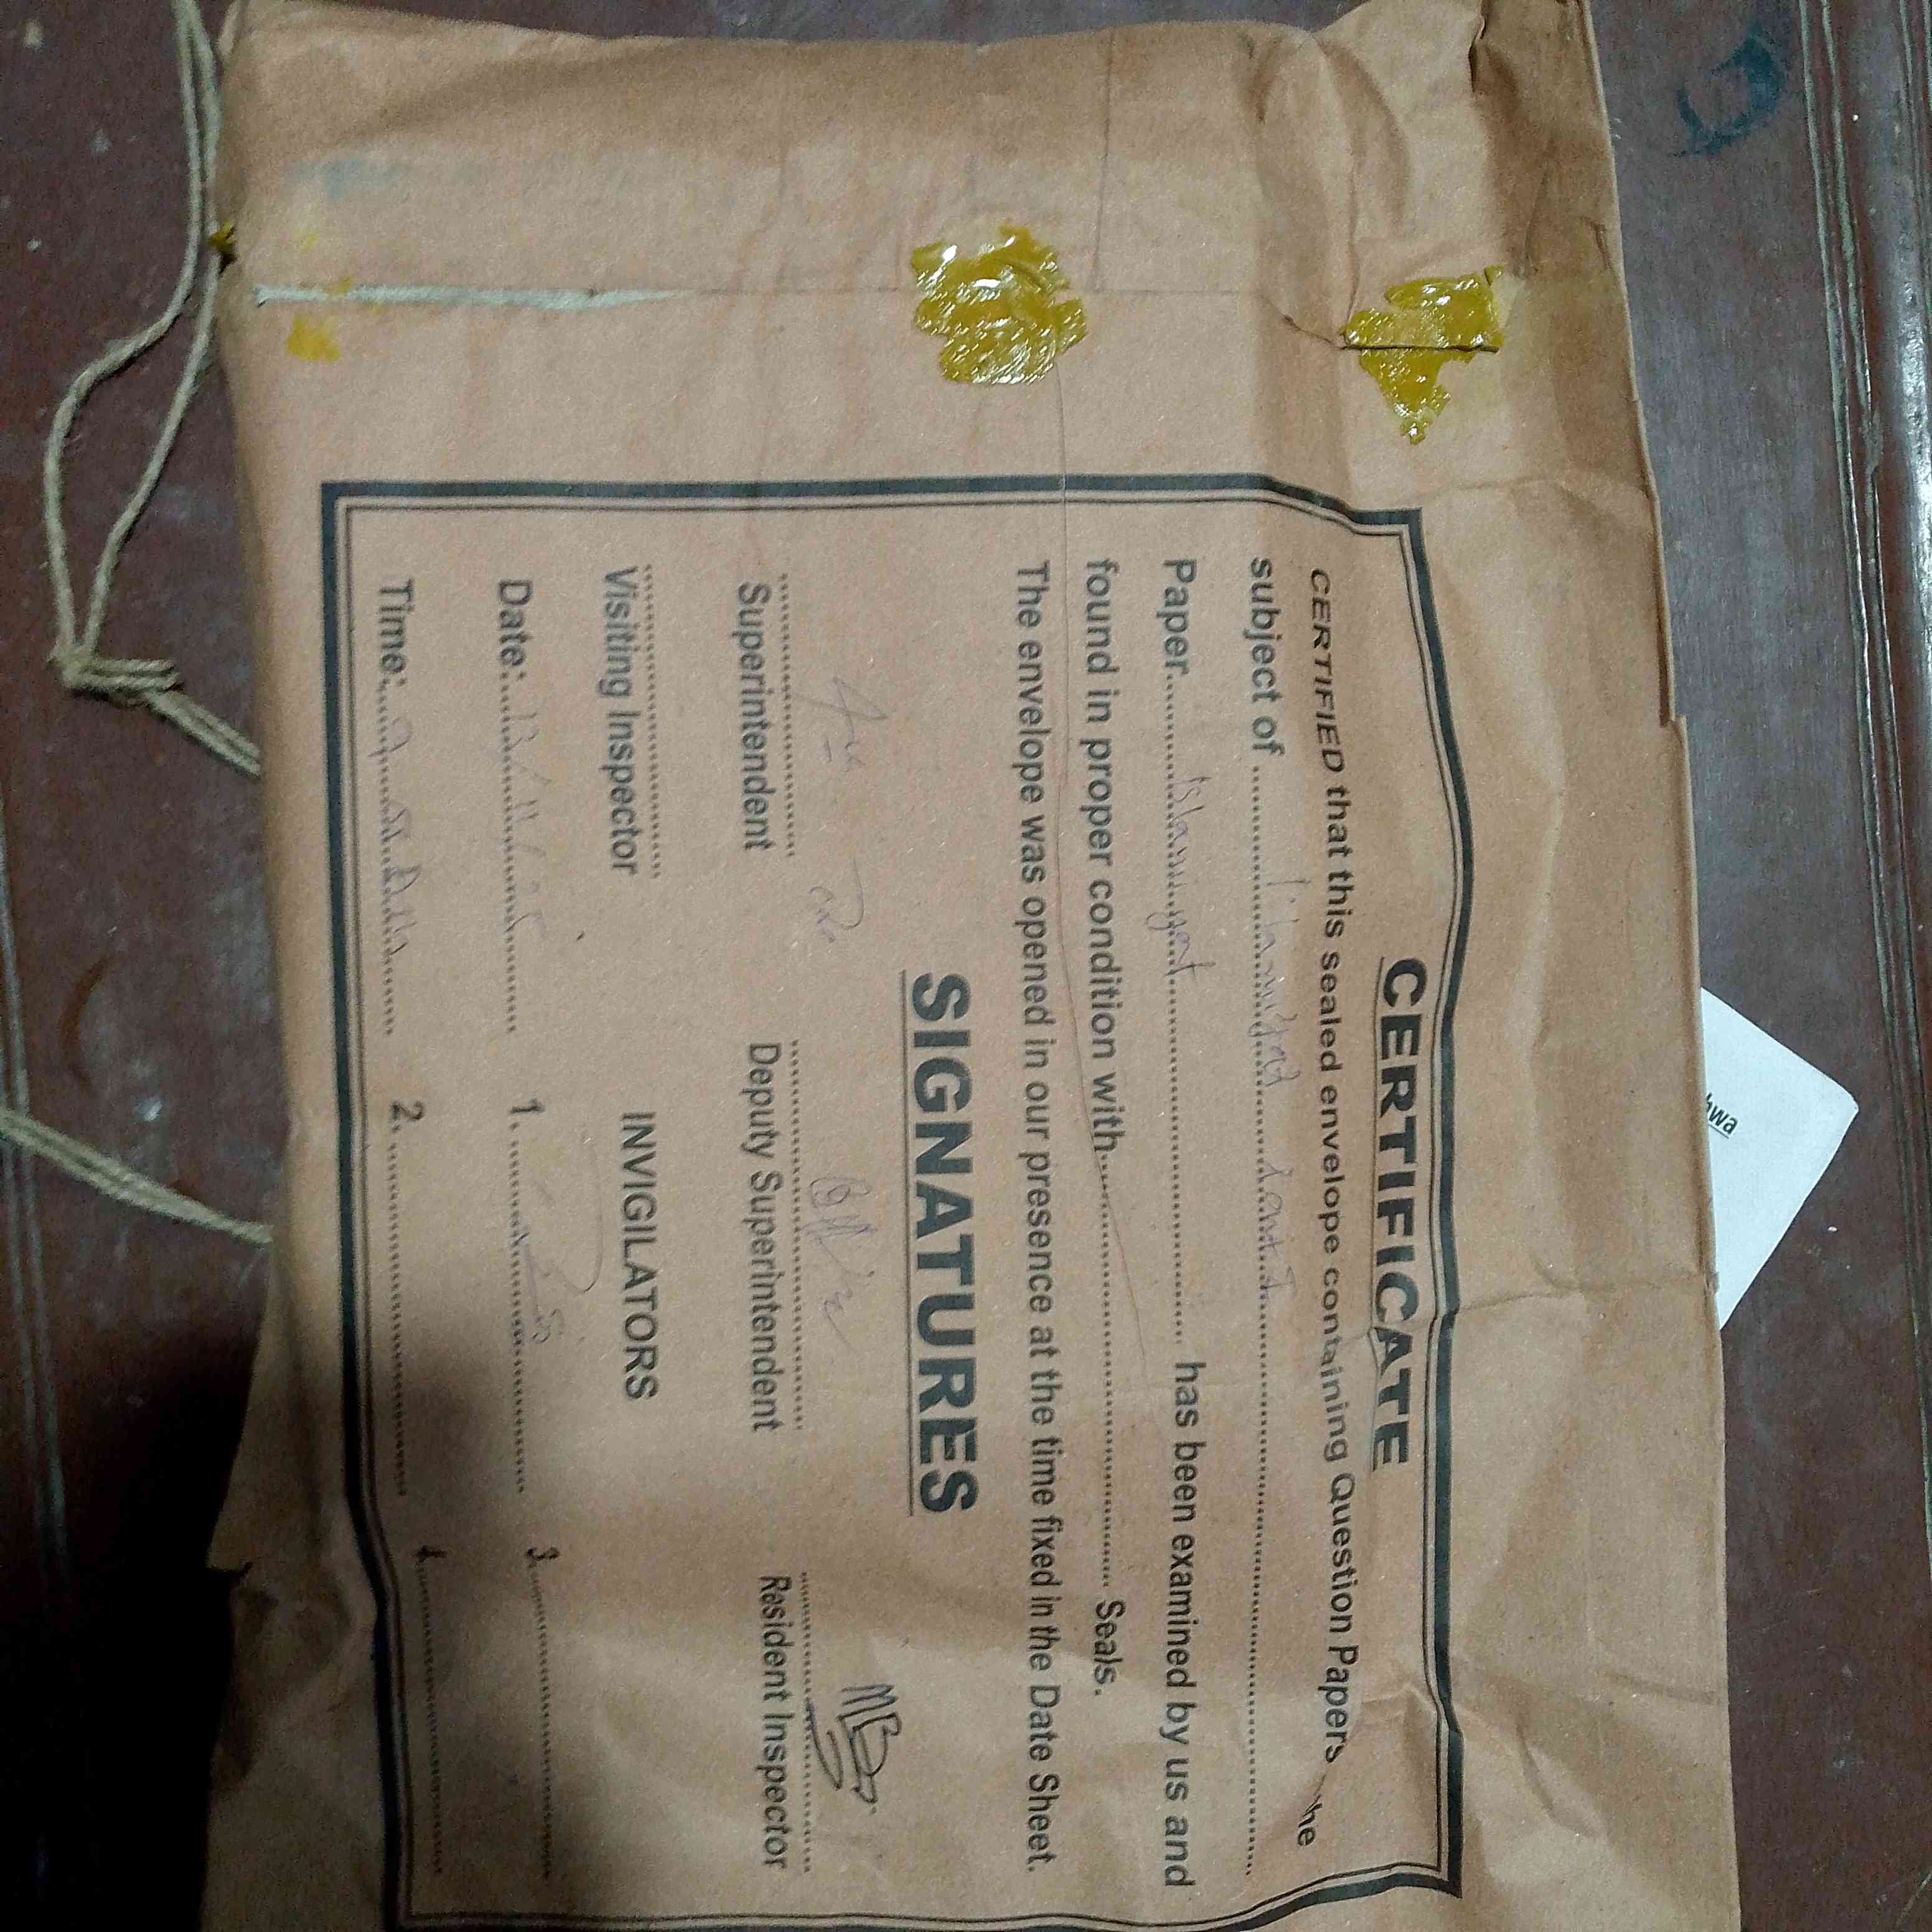 CERTIFICATE
CERTIFIED that this sealed envelope containing Question Papers the
subject of ....................
Paper.................... has been examined by us and
found in proper condition with.................... Seals.
The envelope was opened in our presence at the time fixed in the Date Sheet.
SIGNATURES
Superintendent Deputy Superintendent Resident Inspector
Visiting Inspector INVIGILATORS
Date: 1. 3.
Time: 2. 4.
hwa